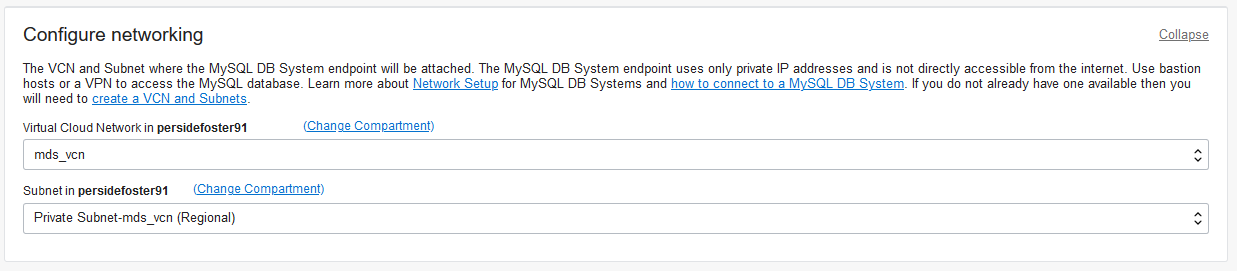 Configure networking
Collapse
The VCN and Subnet where the MySQL DB System endpoint will be attached. The MySQL DB System endpoint uses only private IP addresses and is not directly accessible from the internet. Use bastion
hosts or a VPN to access the MySQL database. Learn more about Network Setup for MySQL DB Systems and how to connect to a MySQL DB System. If you do not already have one available then you
will need to create a VCN and Subnets.
Virtual Cloud Network in persidefoster91 (Change Compartment)
mds_vcn
Subnet in persidefoster91 (Change Compartment)
Private Subnet-mds_vcn (Regional)